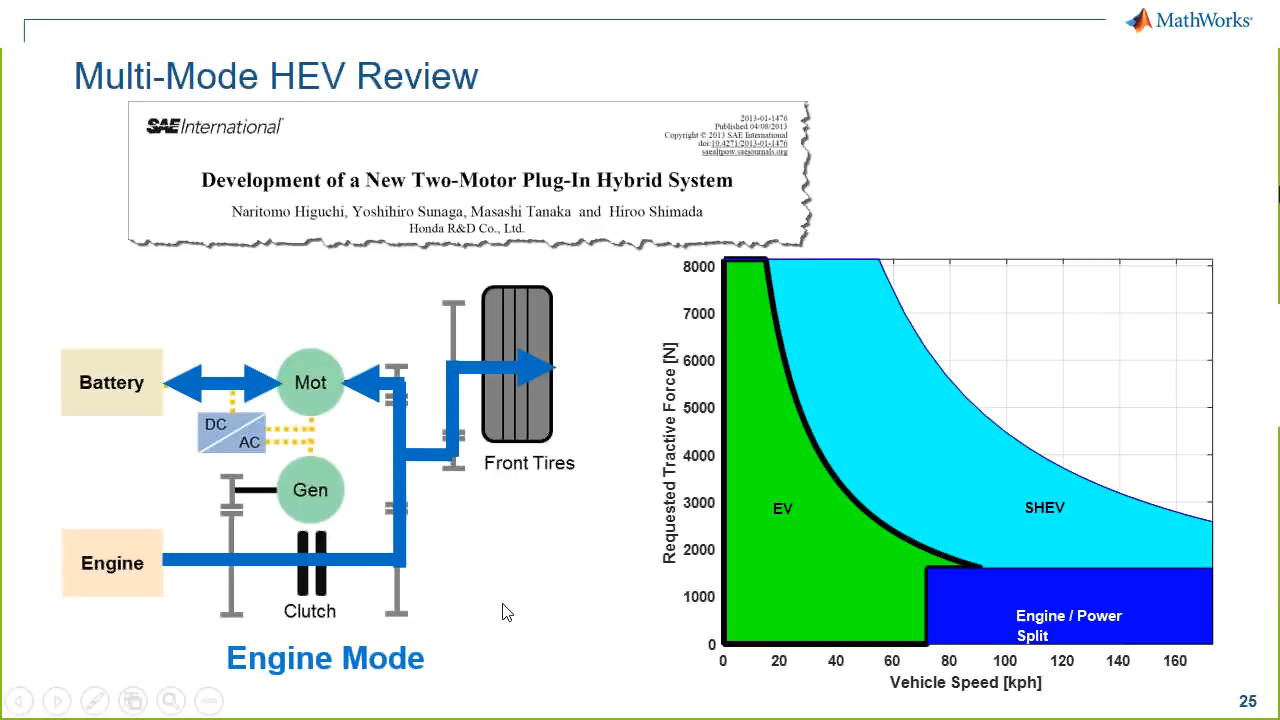 MathWorks®
Multi-Mode HEV Review
SAE International®
2013-01-1476
Published 04/08/2013
Copyright © 2013 SAE International
doi:10.4271/2013-01-1476
saealtpow.saejournals.org
Development of a New Two-Motor Plug-In Hybrid System
Naritomo Higuchi, Yoshihiro Sunaga, Masashi Tanaka and Hiroo Shimada
Honda R&D Co., Ltd.
Battery
Mot
DC
AC
Gen
Engine
Clutch
Front Tires
Engine Mode
Requested Tractive Force [N]
8000
7000
6000
5000
4000
3000
2000
1000
0
EV
SHEV
Engine / Power
Split
0 20 40 60 80 100 120 140 160
Vehicle Speed [kph]
25